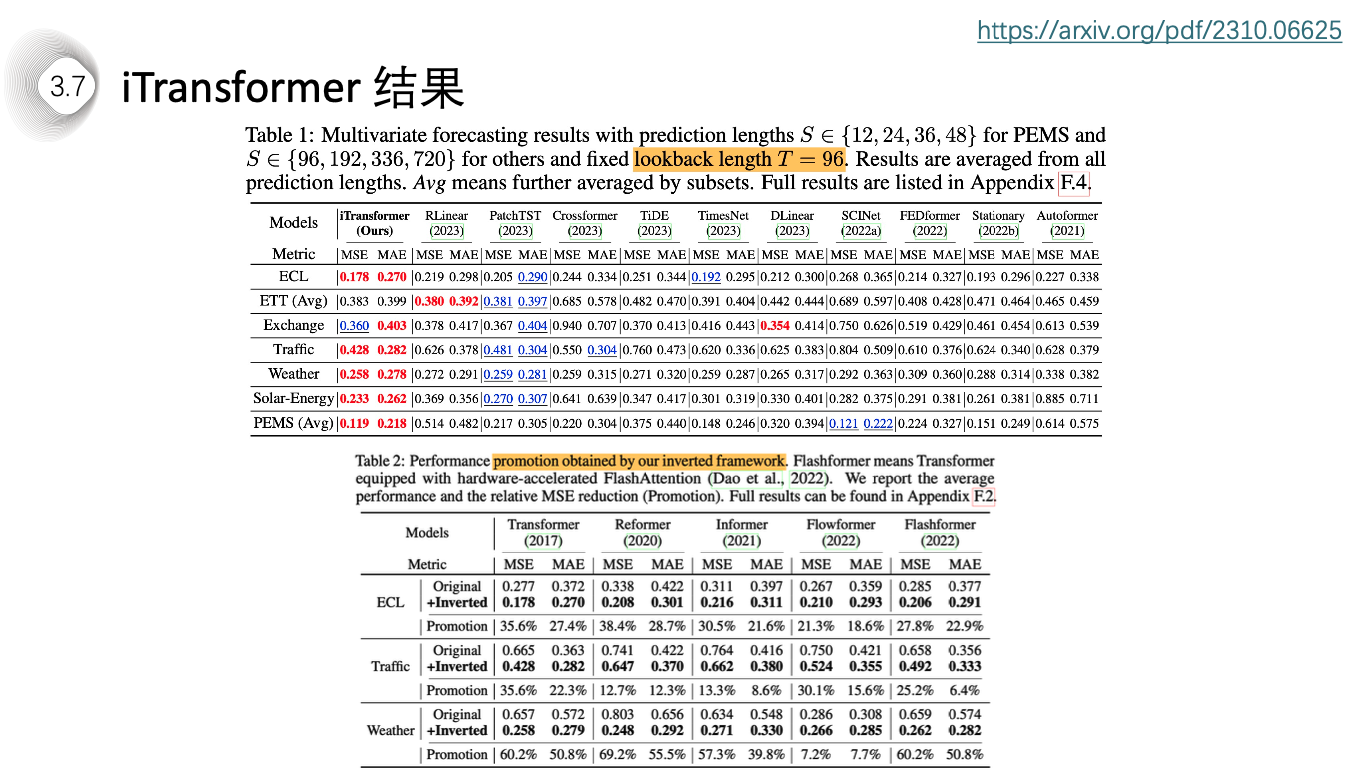 https://arxiv.org/pdf/2310.06625
3.7
iTransformer 结果
Table 1: Multivariate forecasting results with prediction lengths S ∈ {12, 24, 36, 48} for PEMS and
S ∈ {96, 192, 336, 720} for others and fixed lookback length T = 96. Results are averaged from all
prediction lengths. Avg means further averaged by subsets. Full results are listed in Appendix F.4.
Models iTransformer RLinear PatchTST Crossformer TiDE TimesNet DLinear SCINet FEDformer Stationary Autoformer
(Ours) (2023) (2023) (2023) (2023) (2023) (2023) (2022a) (2022) (2022b) (2021)
Metric MSE MAE MSE MAE MSE MAE MSE MAE MSE MAE MSE MAE MSE MAE MSE MAE MSE MAE MSE MAE MSE MAE
ECL 0.178 0.270 0.219 0.298 0.205 0.290 0.244 0.334 0.251 0.344 0.192 0.295 0.212 0.300 0.268 0.365 0.214 0.327 0.193 0.296 0.227 0.338
ETT (Avg) 0.383 0.399 0.380 0.392 0.381 0.397 0.685 0.578 0.482 0.470 0.391 0.404 0.442 0.444 0.689 0.597 0.408 0.428 0.471 0.464 0.465 0.459
Exchange 0.360 0.403 0.378 0.417 0.367 0.404 0.940 0.707 0.370 0.413 0.416 0.443 0.354 0.414 0.750 0.626 0.519 0.429 0.461 0.454 0.613 0.539
Traffic 0.428 0.282 0.626 0.378 0.481 0.304 0.550 0.304 0.760 0.473 0.620 0.336 0.625 0.383 0.804 0.509 0.610 0.376 0.624 0.340 0.628 0.379
Weather 0.258 0.278 0.272 0.291 0.259 0.281 0.259 0.315 0.271 0.320 0.259 0.287 0.265 0.317 0.292 0.363 0.309 0.360 0.288 0.314 0.338 0.382
Solar-Energy 0.233 0.262 0.369 0.356 0.270 0.307 0.641 0.639 0.347 0.417 0.301 0.319 0.330 0.401 0.282 0.375 0.291 0.381 0.261 0.381 0.885 0.711
PEMS (Avg) 0.119 0.218 0.514 0.482 0.217 0.305 0.220 0.304 0.375 0.440 0.148 0.246 0.320 0.394 0.121 0.222 0.224 0.327 0.151 0.249 0.614 0.575
Table 2: Performance promotion obtained by our inverted framework. Flashformer means Transformer
equipped with hardware-accelerated FlashAttention (Dao et al., 2022). We report the average
performance and the relative MSE reduction (Promotion). Full results can be found in Appendix F.2.
Models Transformer Reformer Informer Flowformer Flashformer
(2017) (2020) (2021) (2022) (2022)
Metric MSE MAE MSE MAE MSE MAE MSE MAE MSE MAE
ECL
Original 0.277 0.372 0.338 0.422 0.311 0.397 0.267 0.359 0.285 0.377
+Inverted 0.178 0.270 0.208 0.301 0.216 0.311 0.210 0.293 0.206 0.291
Promotion 35.6% 27.4% 38.4% 28.7% 30.5% 21.6% 21.3% 18.6% 27.8% 22.9%
Traffic
Original 0.665 0.363 0.741 0.422 0.764 0.416 0.750 0.421 0.658 0.356
+Inverted 0.428 0.282 0.647 0.370 0.662 0.380 0.524 0.355 0.492 0.333
Promotion 35.6% 22.3% 12.7% 12.3% 13.3% 8.6% 30.1% 15.6% 25.2% 6.4%
Weather
Original 0.657 0.572 0.803 0.656 0.634 0.548 0.286 0.308 0.659 0.574
+Inverted 0.258 0.279 0.248 0.292 0.271 0.330 0.266 0.285 0.262 0.282
Promotion 60.2% 50.8% 69.2% 55.5% 57.3% 39.8% 7.2% 7.7% 60.2% 50.8%